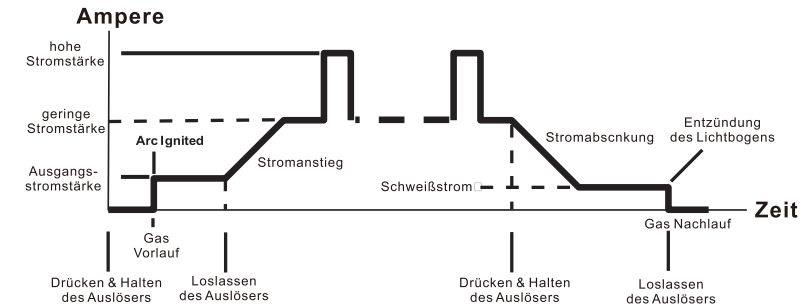 Ampere
hohe
Stromstärke
geringe
Stromstärke
Arc Ignited
Ausgangs-
stromstärke
Stromanstieg
Gas
Vorlauf
Drücken & Halten
des Auslösers
Loslassen
des Auslösers
Schweißstrom
Stromabscnkung
Entzündung
des Lichtbogens
Zeit
Gas Nachlauf
Drücken & Halten
des Auslösers
Loslassen
des Auslösers